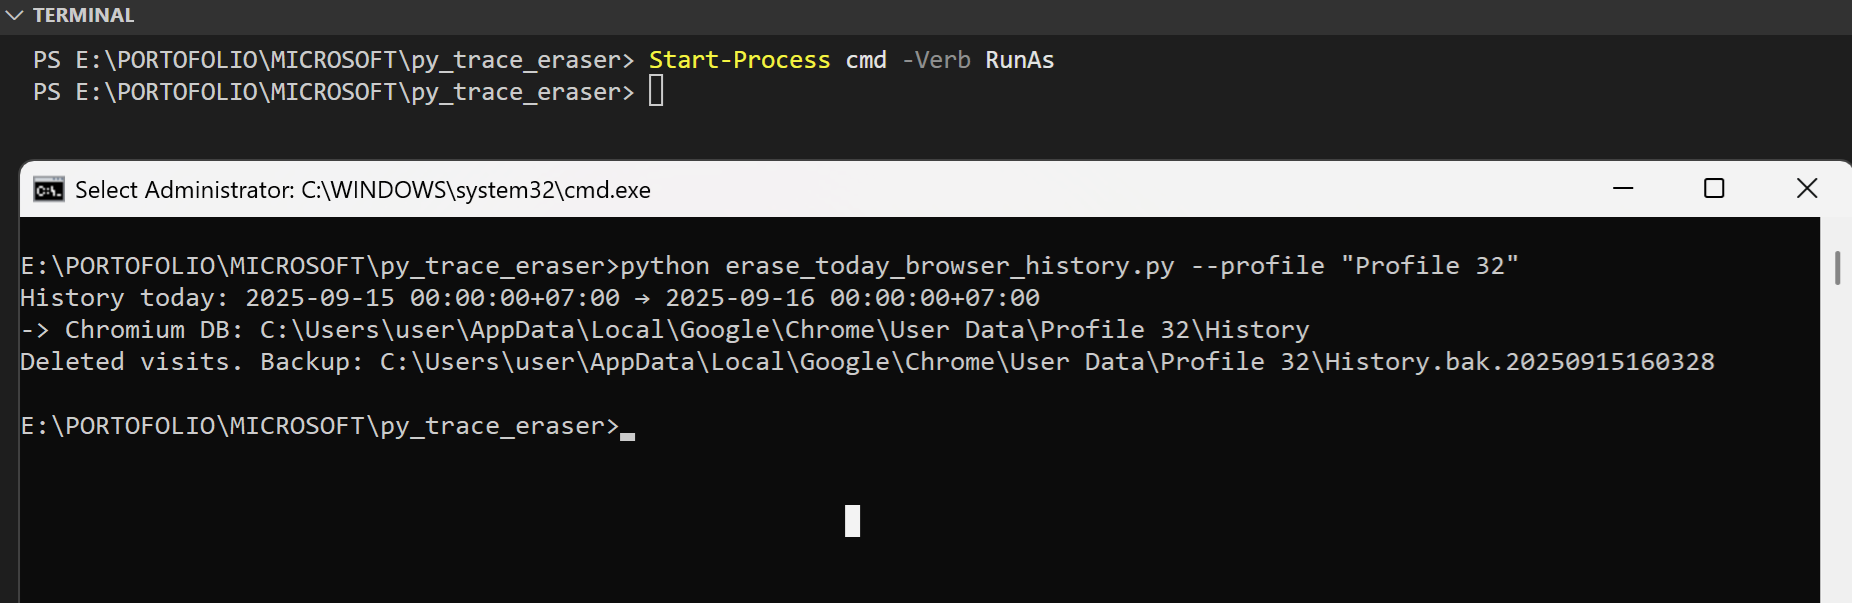 TERMINAL
PS E:\PORTOFOLIO\MICROSOFT\py_trace_eraser> Start-Process cmd -Verb RunAs
PS E:\PORTOFOLIO\MICROSOFT\py_trace_eraser>
Select Administrator: C:\WINDOWS\system32\cmd.exe
E:\PORTOFOLIO\MICROSOFT\py_trace_eraser>python erase_today_browser_history.py --profile "Profile 32"
History today: 2025-09-15 00:00:00+07:00 → 2025-09-16 00:00:00+07:00
-> Chromium DB: C:\Users\user\AppData\Local\Google\Chrome\User Data\Profile 32\History
Deleted visits. Backup: C:\Users\user\AppData\Local\Google\Chrome\User Data\Profile 32\History.bak.20250915160328
E:\PORTOFOLIO\MICROSOFT\py_trace_eraser>